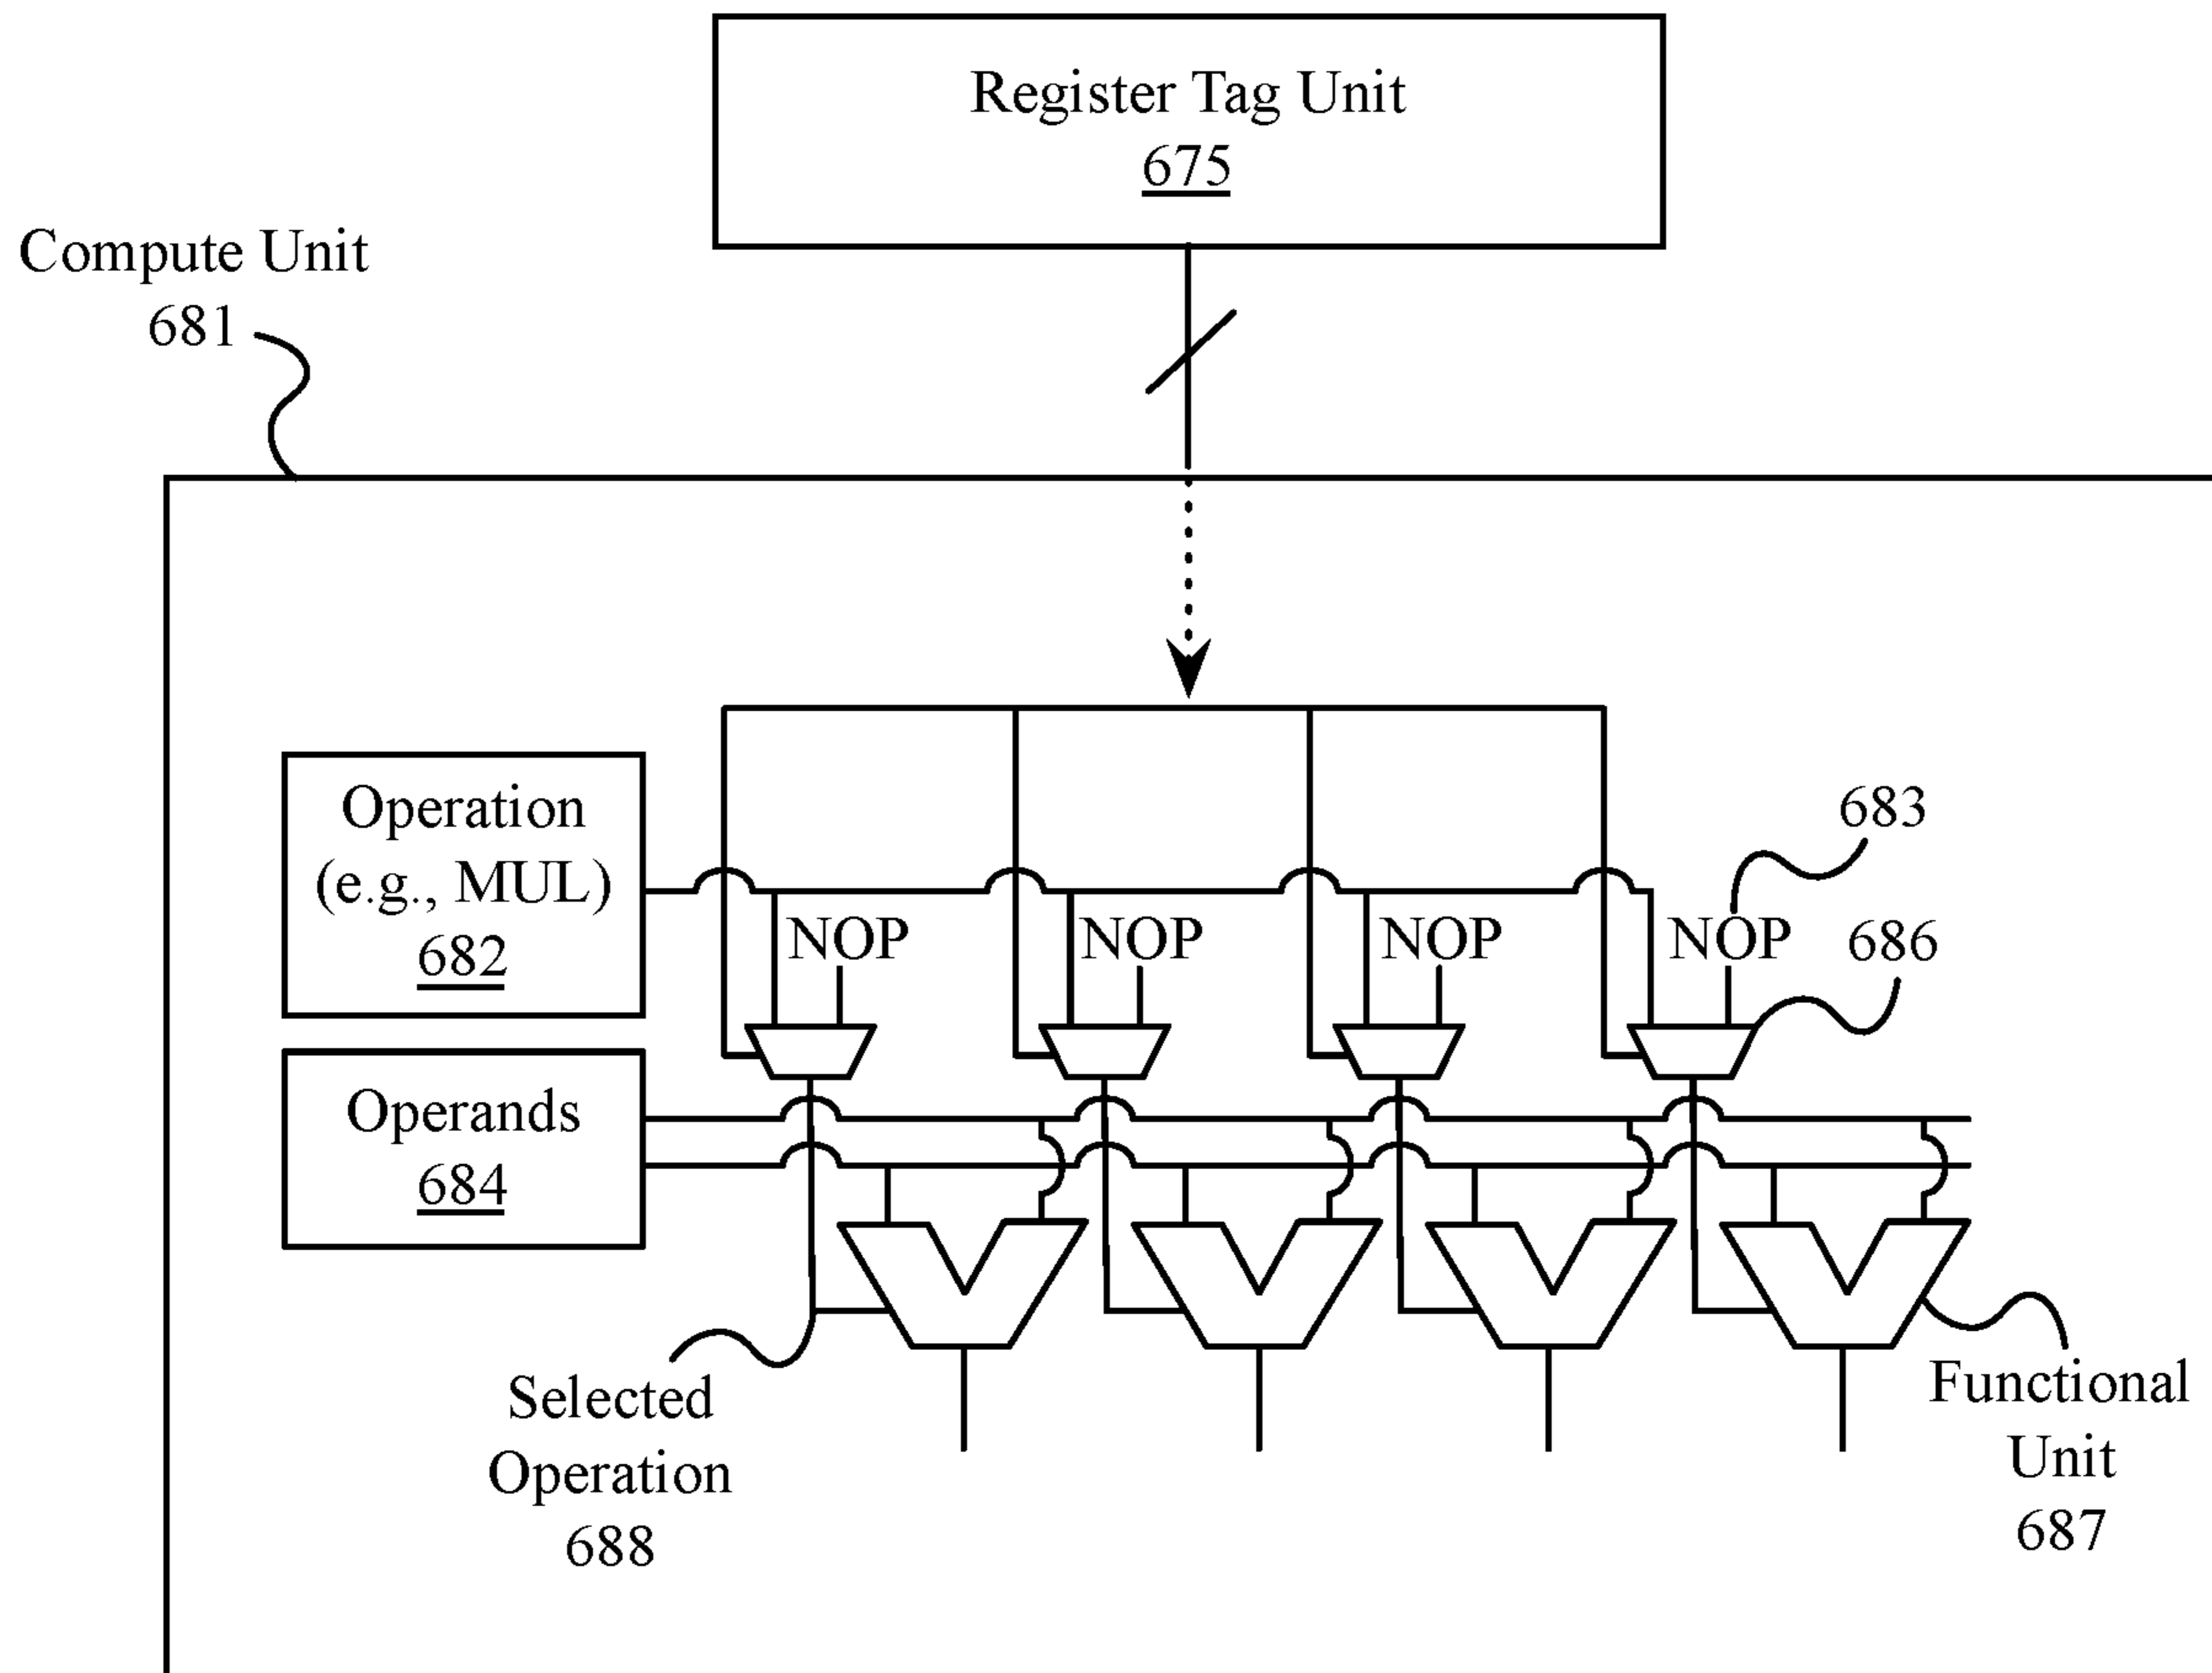 Register Tag Unit
675
Compute Unit
681
Operation
(e.g., MUL)
682
683
NOP NOP NOP NOP
686
Operands
684
Selected
Operation
688
Functional
Unit
687